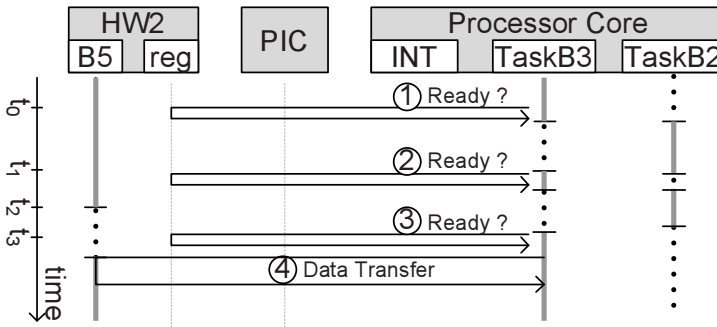 HW2
PIC
Processor Core
B5
reg
INT
TaskB3
TaskB2
t0
1 Ready ?
t1
2 Ready ?
t2
t3
3 Ready ?
4 Data Transfer
time